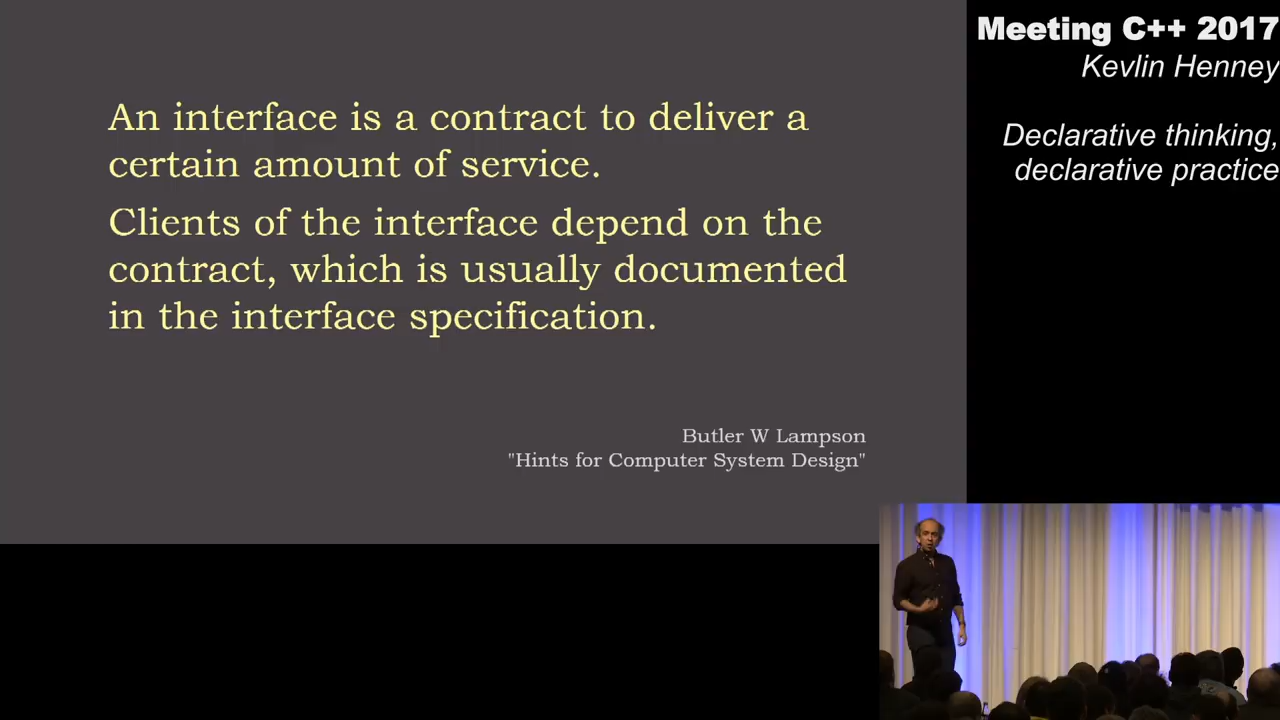 An interface is a contract to deliver a
certain amount of service.
Clients of the interface depend on the
contract, which is usually documented
in the interface specification.
Butler W Lampson
"Hints for Computer System Design"
Meeting C++ 2017
Kevlin Henney
Declarative thinking,
declarative practice